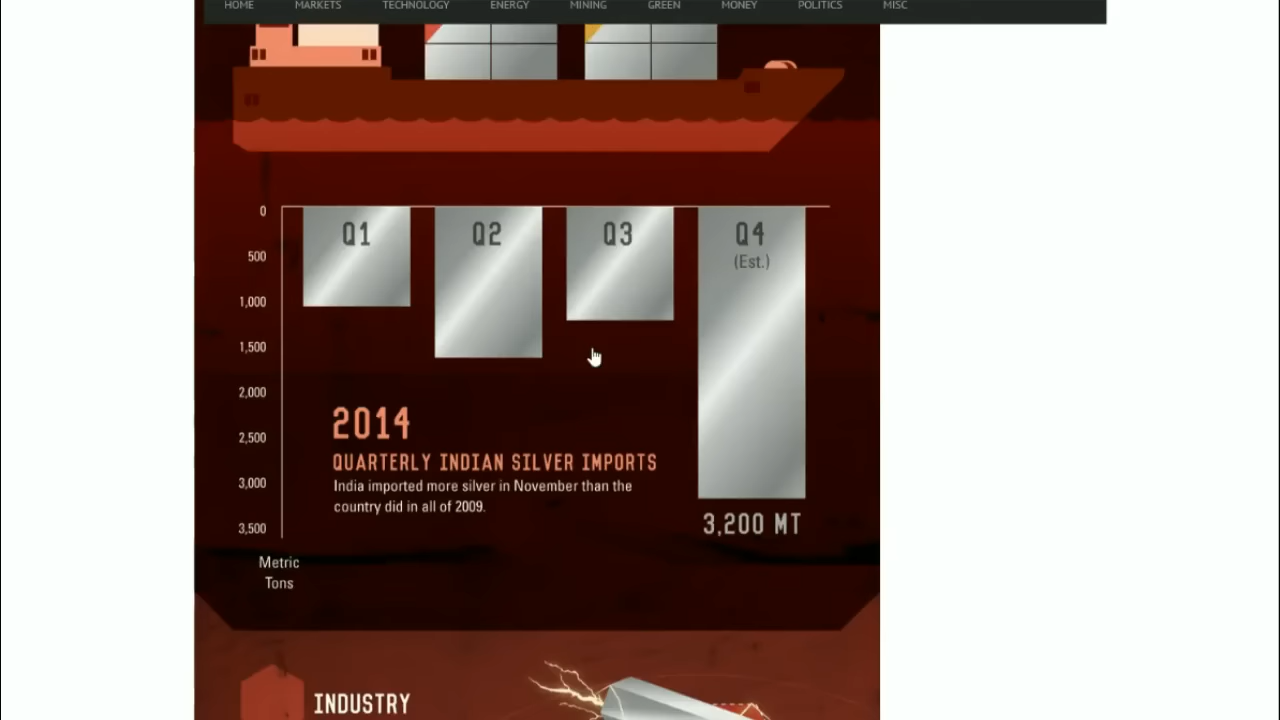 HOME MARKETS TECHNOLOGY ENERGY MINING GREEN MONEY POLITICS MISC
0
500
1,000
1,500
2,000
2,500
3,000
3,500
Metric
Tons
Q1
Q2
Q3
Q4
(Est.)
3,200 MT
2014
QUARTERLY INDIAN SILVER IMPORTS
India imported more silver in November than the
country did in all of 2009.
INDUSTRY